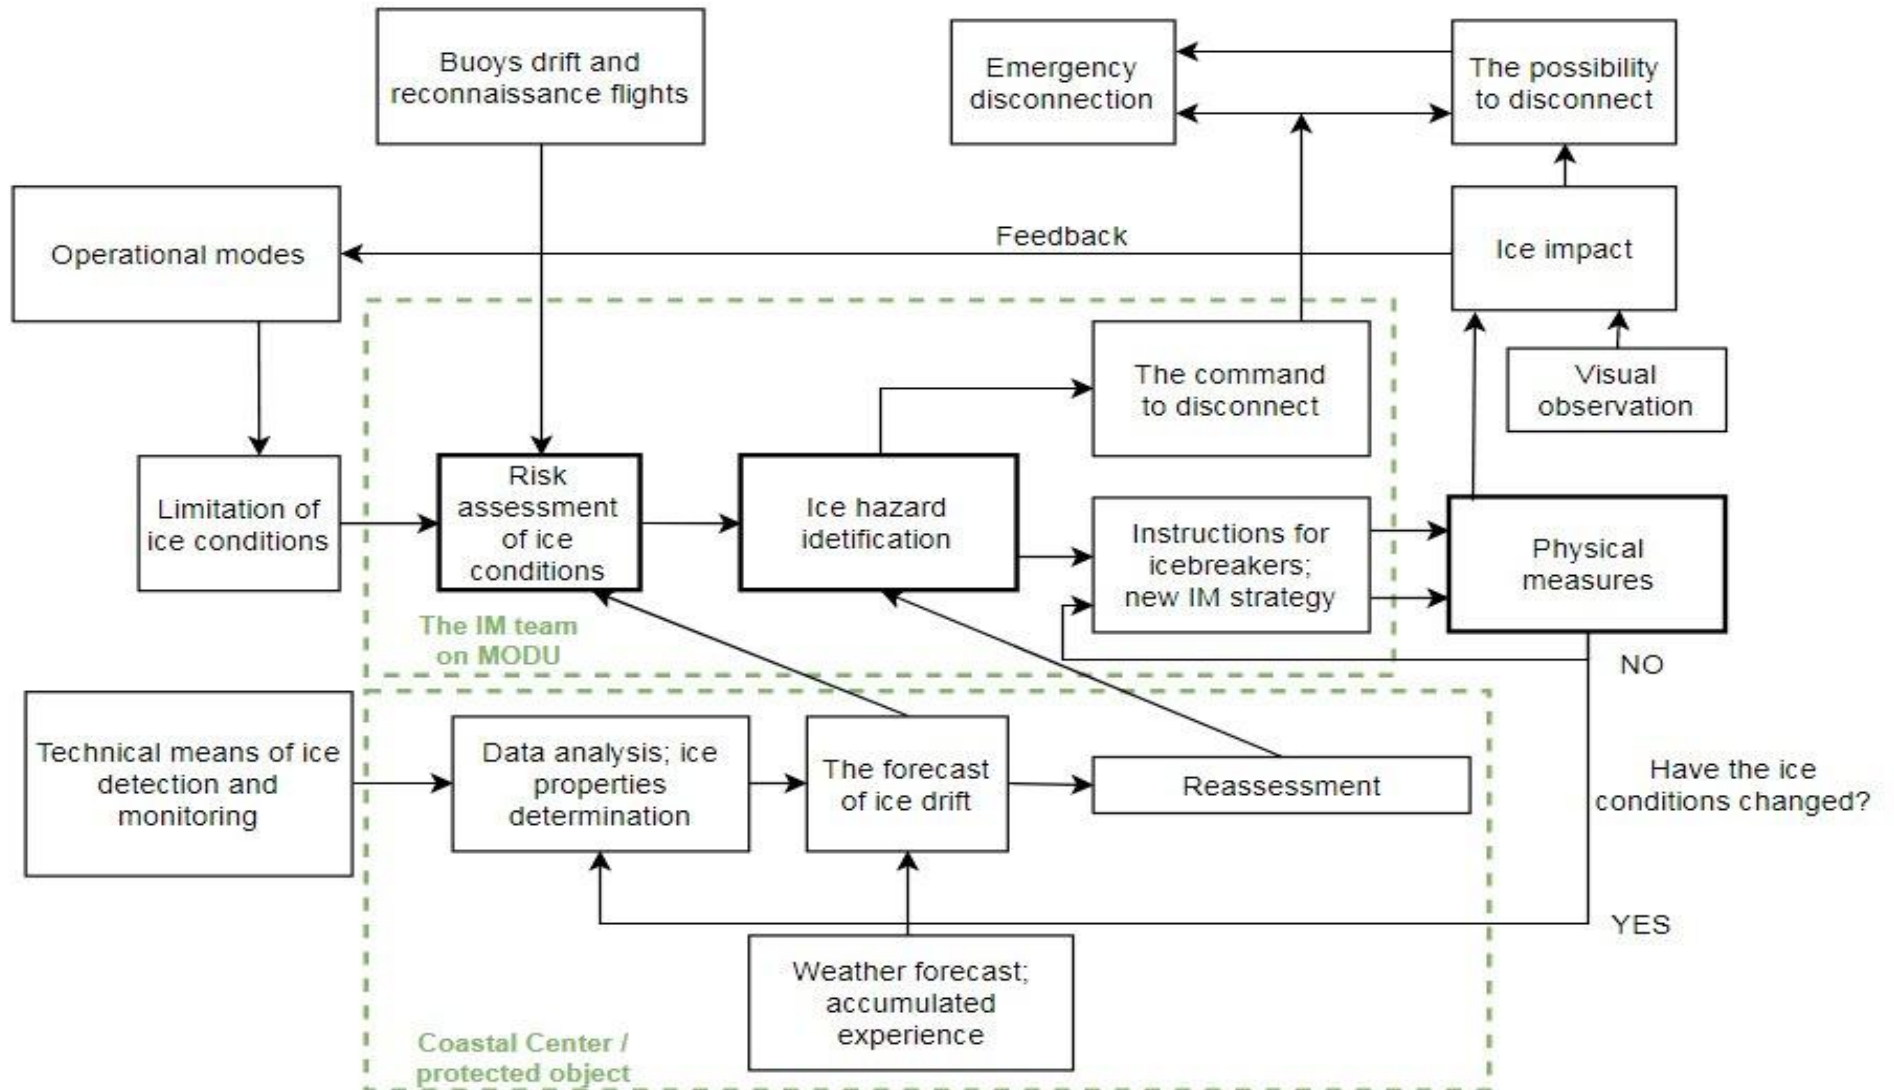 Buoys drift and
reconnaissance flights
Emergency
disconnection
The possibility
to disconnect
Operational modes
Feedback
Ice impact
The command
to disconnect
Visual
observation
Limitation of
ice conditions
Risk
assessment
of ice
conditions
Ice hazard
idetification
Instructions for
icebreakers;
new IM strategy
Physical
measures
The IM team
on MODU
NO
Technical means of ice
detection and
monitoring
Data analysis; ice
properties
determination
The forecast
of ice drift
Reassessment
Have the ice
conditions changed?
YES
Weather forecast;
accumulated
experience
Coastal Center /
protected object